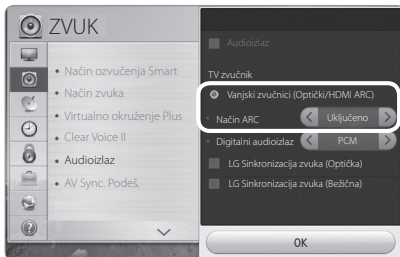 ZVUK
Način ozvučenja Smart
Način zvuka
Virtualno okruženje Plus
Clear Voice II
Audioizlaz
AV Sync. Podeš.
Audioizlaz
TV zvučnik
Vanjski zvučnici (Optički/HDMI ARC)
Način ARC
Uključeno
Digitalni audioizlaz
PCM
LG Sinkronizacija zvuka (Optička)
LG Sinkronizacija zvuka (Bežična)
OK